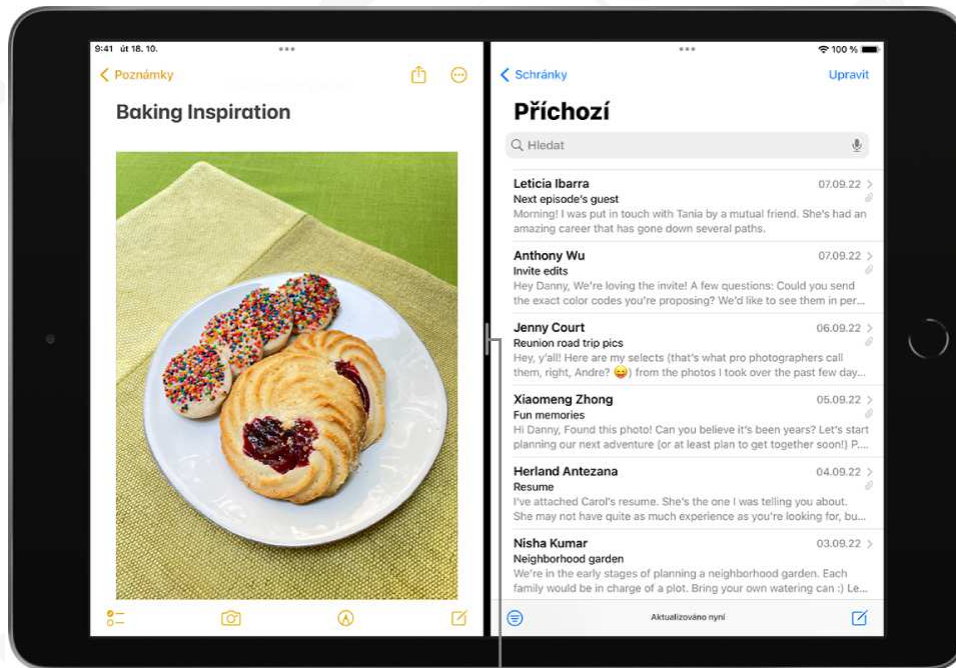 9:41 út 18. 10.
Poznámky
Baking Inspiration
100 %
Schránky
Upravit
Příchozí
Hledat
Leticia Ibarra 07.09.22
Next episode's guest
Morning! I was put in touch with Tania by a mutual friend. She's had an
amazing career that has gone down several paths.
Anthony Wu 07.09.22
Invite edits
Hey Danny, We're loving the invite! A few questions: Could you send
the exact color codes you're proposing? We'd like to see them in per...
Jenny Court 06.09.22
Reunion road trip pics
Hey, y'all! Here are my selects (that's what pro photographers call
them, right, Andre? 😄) from the photos I took over the past few day...
Xiaomeng Zhong 05.09.22
Fun memories
Hi Danny, Found this photo! Can you believe it's been years? Let's start
planning our next adventure (or at least plan to get together soon!) P....
Herland Antezana 04.09.22
Resume
I've attached Carol's resume. She's the one I was telling you about.
She may not have quite as much experience as you're looking for, bu...
Nisha Kumar 03.09.22
Neighborhood garden
We're in the early stages of planning a neighborhood garden. Each
family would be in charge of a plot. Bring your own watering can :) Le...
Aktualizováno nyní